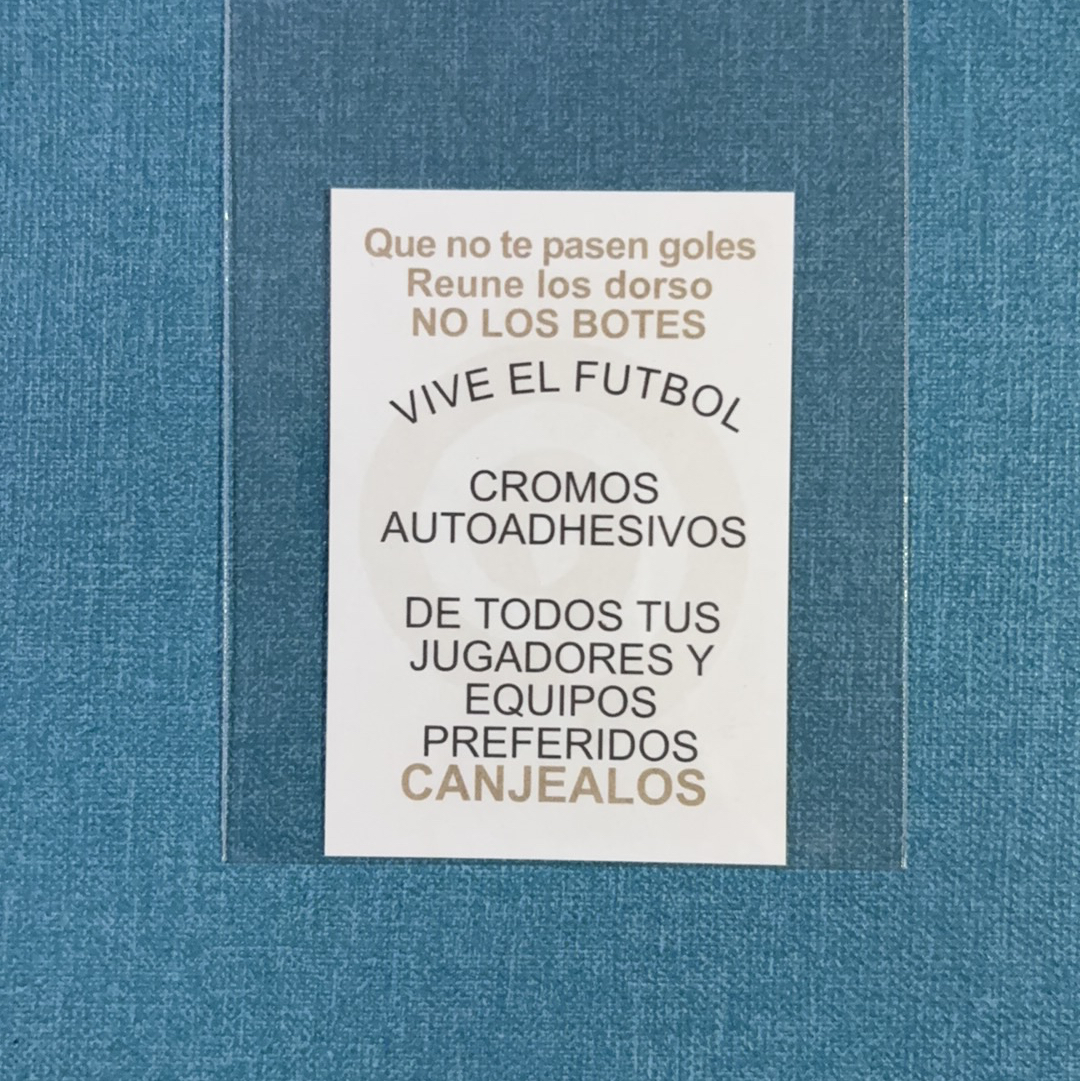 Que no te pasen goles
Reune los dorso
NO LOS BOTES
VIVE EL FUTBOL
CROMOS
AUTOADHESIVOS
DE TODOS TUS
JUGADORES Y
EQUIPOS
PREFERIDOS
CANJEALOS